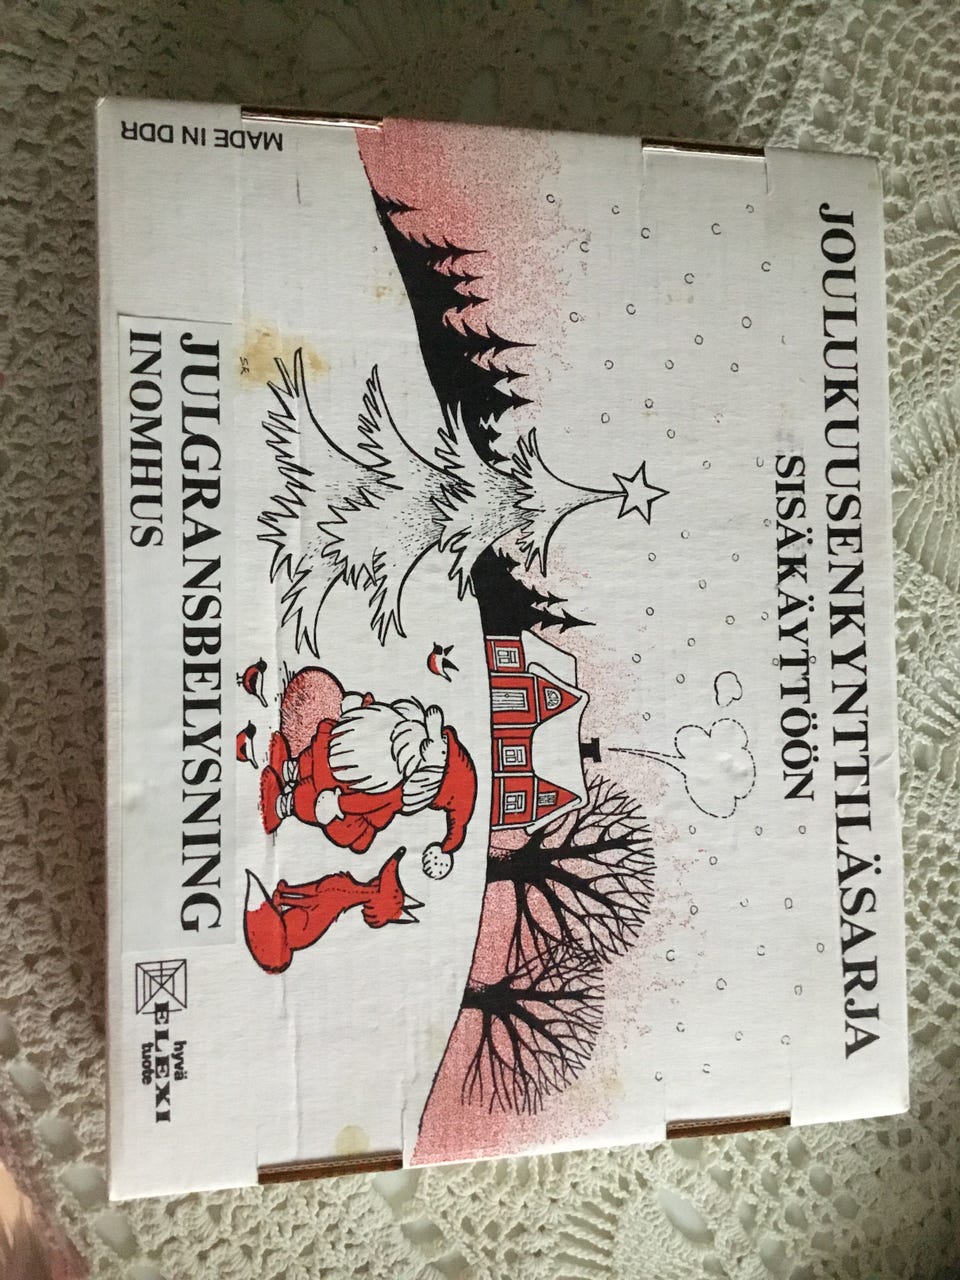 JOULUKUUSENKYNTTILÄSARJA
SISÄKÄYTTÖÖN
S.R.
JULGRANSBELYSNING
INOMHUS
MADE IN DDR
hyvä
ELEXI
tuote